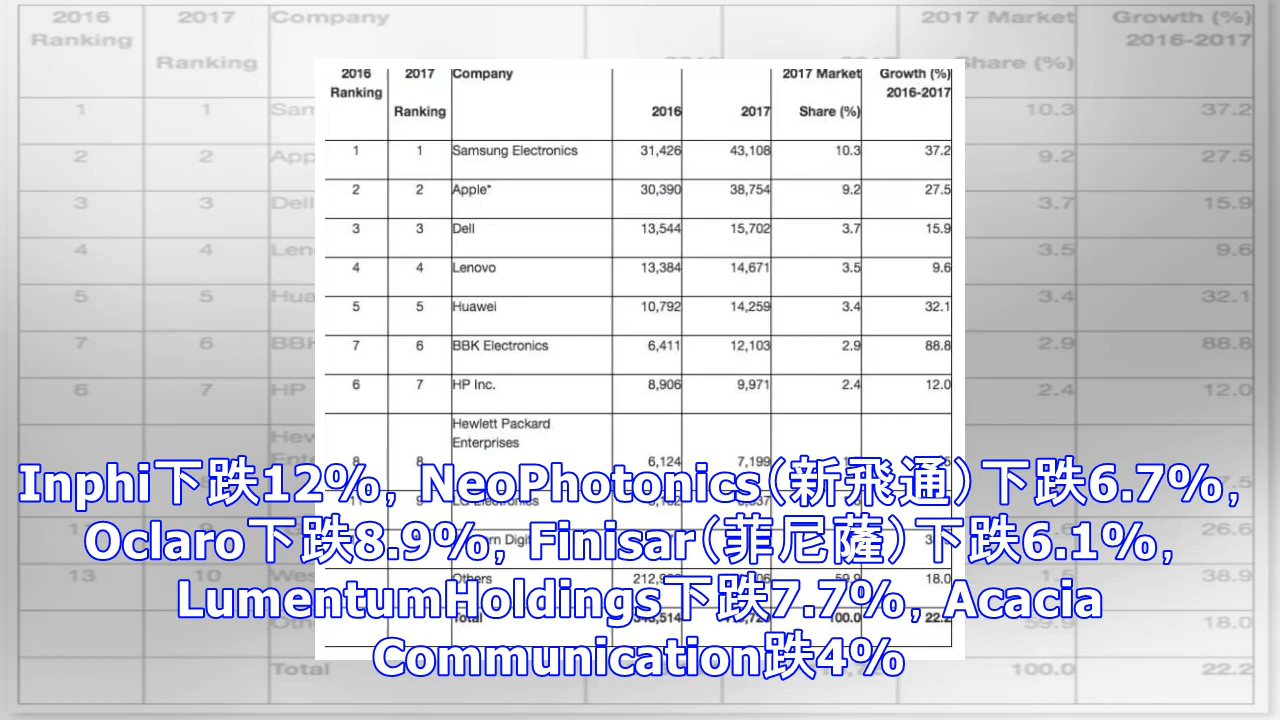 2016 2017 Company 2017 Market Growth (%)
Ranking 2016-2017
Ranking 2016 2017 Share (%)
1 1 Samsung Electronics 31,426 43,108 10.3 37.2
2 2 Apple* 30,390 38,754 9.2 27.5
3 3 Dell 13,544 15,702 3.7 15.9
4 4 Lenovo 13,384 14,671 3.5 9.6
5 5 Huawei 10,792 14,259 3.4 32.1
7 6 BBK Electronics 6,411 12,103 2.9 88.8
6 7 HP Inc. 8,906 9,971 2.4 12.0
Hewlett Packard
Enterprises
8 8 6,124 7,199
Inphi下跌12%, NeoPhotonics(新飛通)下跌6.7%,
11 9 LG Electronics
Oclaro下跌8.9%, Finisar(菲尼薩)下跌6.1%,
Others 59.9 18.0
LumentumHoldings下跌7.7%, Acacia
Total 100.0 22.2
Communication跌4%